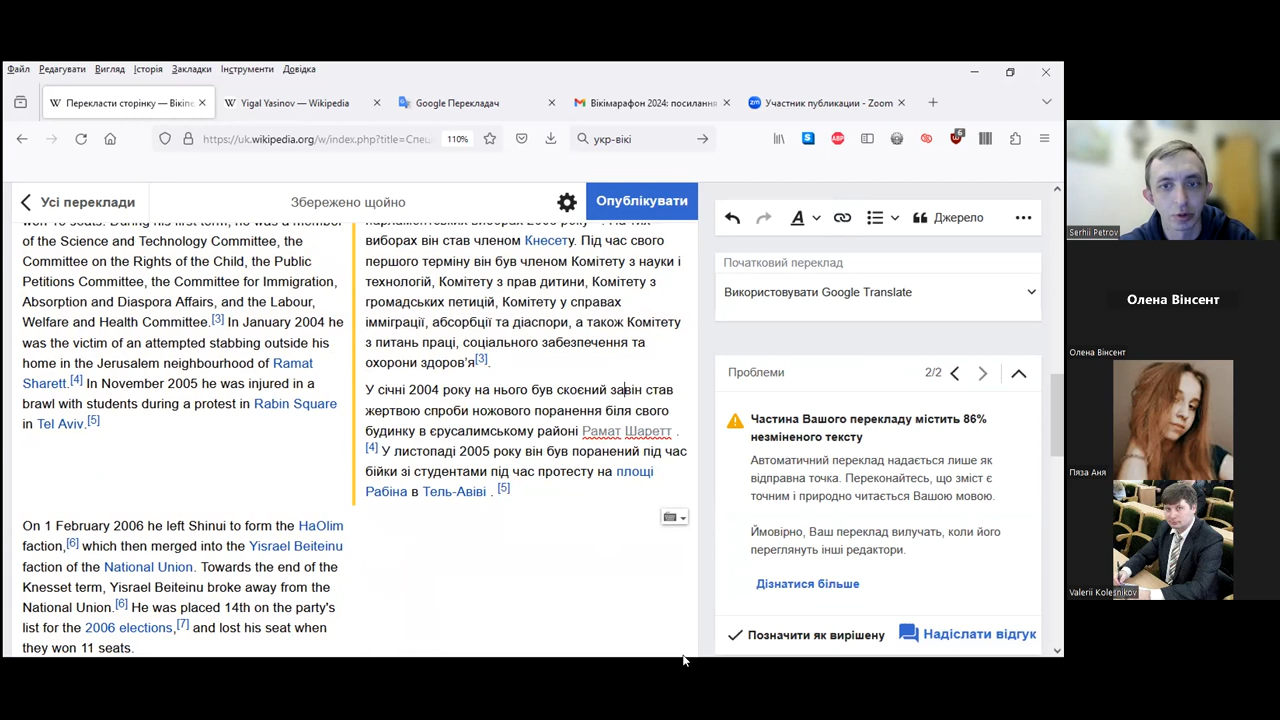 Файл Редагувати Вигляд Історія Закладки Інструменти Довідка
Перекласти сторінку — Вікіпе
Yigal Yasinov — Wikipedia
Google Перекладач
Вікімарафон 2024: посилання
Участник публикации - Zoom
https://uk.wikipedia.org/w/index.php?title=Спец
110%
укр-вікі
6
Усі переклади
Збережено щойно
Опублікувати
of the Science and Technology Committee, the
Committee on the Rights of the Child, the Public
Petitions Committee, the Committee for Immigration,
Absorption and Diaspora Affairs, and the Labour,
Welfare and Health Committee.[3] In January 2004 he
was the victim of an attempted stabbing outside his
home in the Jerusalem neighbourhood of Ramat
Sharett.[4] In November 2005 he was injured in a
brawl with students during a protest in Rabin Square
in Tel Aviv.[5]
On 1 February 2006 he left Shinui to form the HaOlim
faction,[6] which then merged into the Yisrael Beiteinu
faction of the National Union. Towards the end of the
Knesset term, Yisrael Beiteinu broke away from the
National Union.[6] He was placed 14th on the party's
list for the 2006 elections,[7] and lost his seat when
they won 11 seats.
виборах він став членом Кнесету. Під час свого
першого терміну він був членом Комітету з науки і
технологій, Комітету з прав дитини, Комітету з
громадських петицій, Комітету у справах
імміграції, абсорбції та діаспори, а також Комітету
з питань праці, соціального забезпечення та
охорони здоров'я[3].
У січні 2004 року на нього був скоєний завін став
жертвою спроби ножового поранення біля свого
будинку в єрусалимському районі Рамат Шаретт .
[4] У листопаді 2005 року він був поранений під час
бійки зі студентами під час протесту на площі
Рабіна в Тель-Авіві . [5]
A
Джерело
Початковий переклад
Використовувати Google Translate
Проблеми
2/2
Частина Вашого перекладу містить 86%
незміненого тексту
Автоматичний переклад надається лише як
відправна точка. Переконайтесь, що зміст є
точним і природно читається Вашою мовою.
Ймовірно, Ваш переклад вилучать, коли його
переглянуть інші редактори.
Дізнатися більше
Позначити як вирішену
Надіслати відгук
Serhii Petrov
Олена Вінсент
Олена Вінсент
Пяза Аня
Valerii Kolesnikov